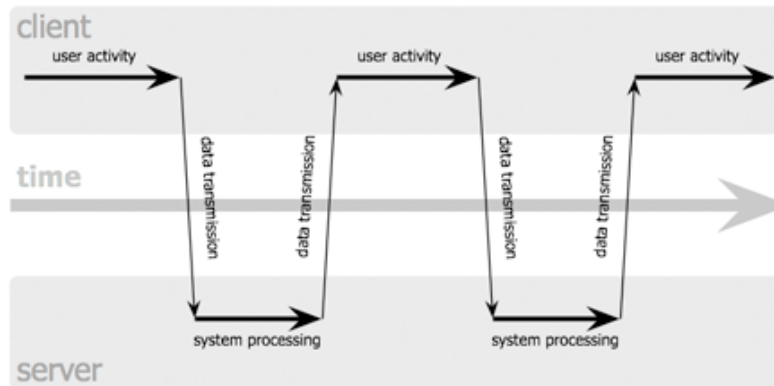 client
user activity
user activity
user activity
data transmission
data transmission
data transmission
data transmission
time
system processing
system processing
server